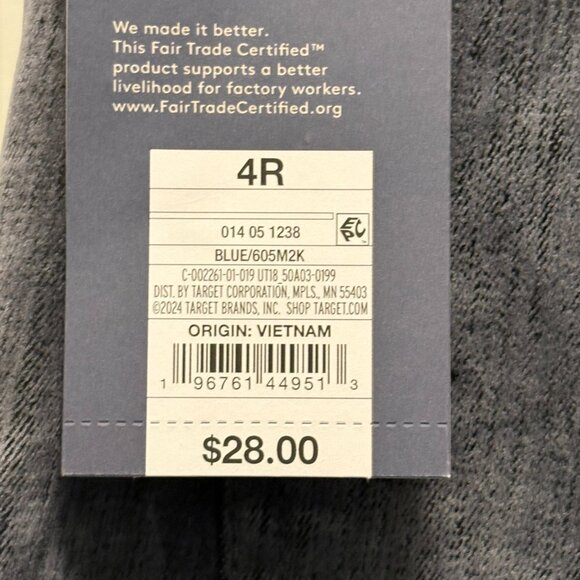 We made it better.
This Fair Trade Certified™
product supports a better
livelihood for factory workers.
www.FairTradeCertified.org
4R
014 05 1238
EPC™
BLUE/605M2K
C-002261-01-019 UT18_50A03-0199
DIST. BY TARGET CORPORATION, MPLS., MN 55403
©2024 TARGET BRANDS, INC. SHOP TARGET.COM
ORIGIN: VIETNAM
1 96761 44951 3
$28.00